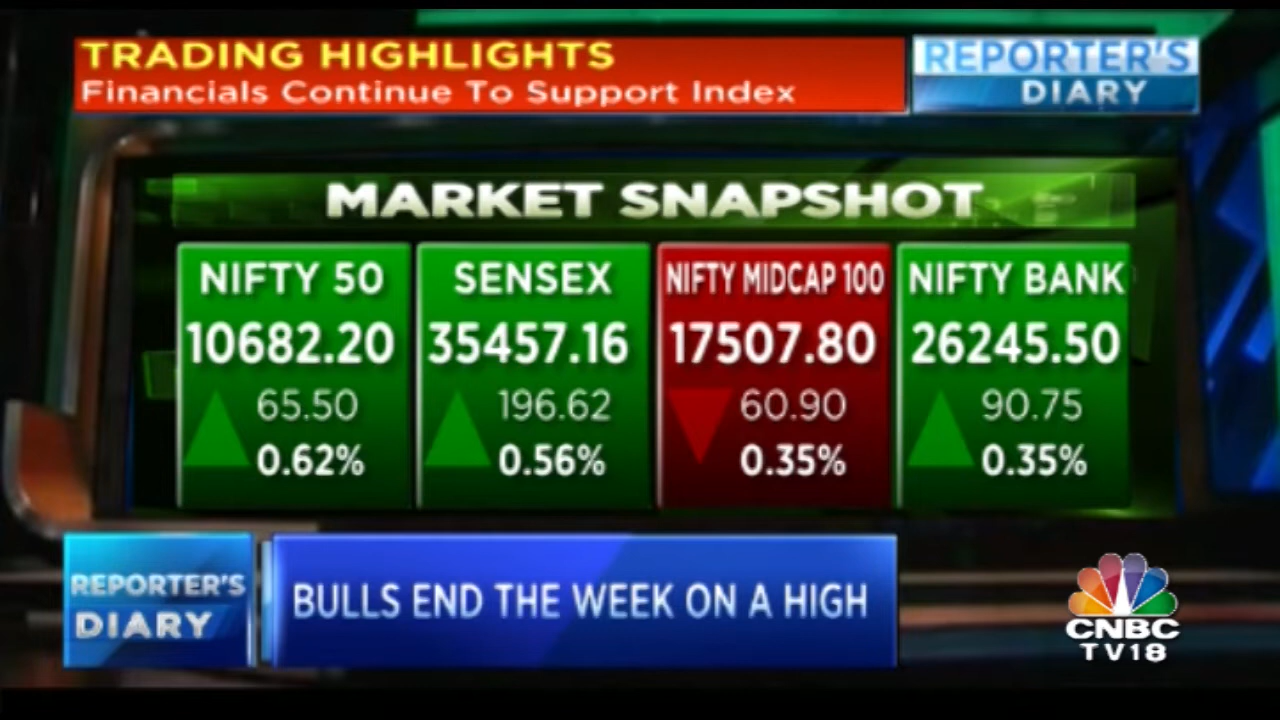 TRADING HIGHLIGHTS
Financials Continue To Support Index
REPORTER'S
DIARY
MARKET SNAPSHOT
NIFTY 50
10682.20
65.50
0.62%
SENSEX
35457.16
196.62
0.56%
NIFTY MIDCAP 100
17507.80
60.90
0.35%
NIFTY BANK
26245.50
90.75
0.35%
REPORTER'S
DIARY
BULLS END THE WEEK ON A HIGH
CNBC
TV18